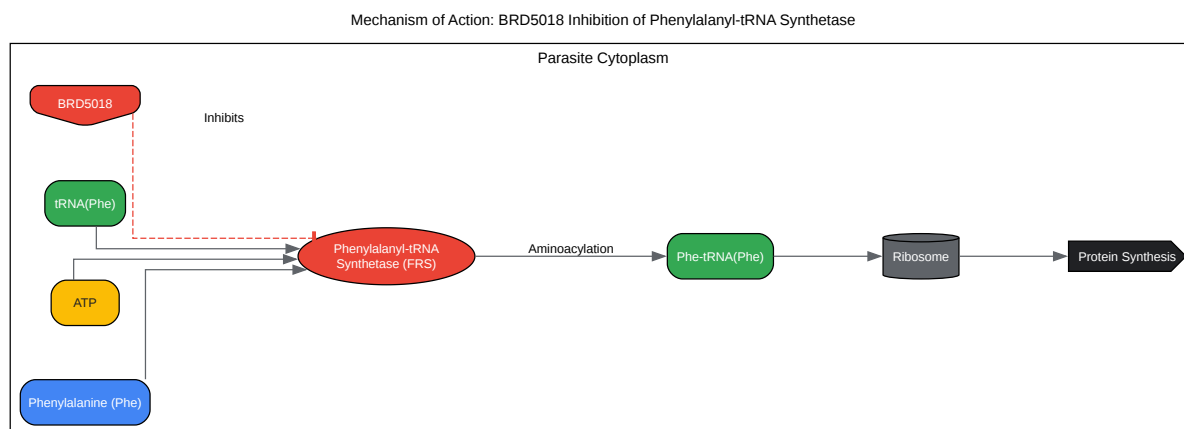 Mechanism of Action: BRD5018 Inhibition of Phenylalanyl-tRNA Synthetase
Parasite Cytoplasm
BRD5018
Inhibits
tRNA(Phe)
Phenylalanyl-tRNA
Synthetase (FRS)
Aminoacylation
Phe-tRNA(Phe)
Ribosome
Protein Synthesis
ATP
Phenylalanine (Phe)